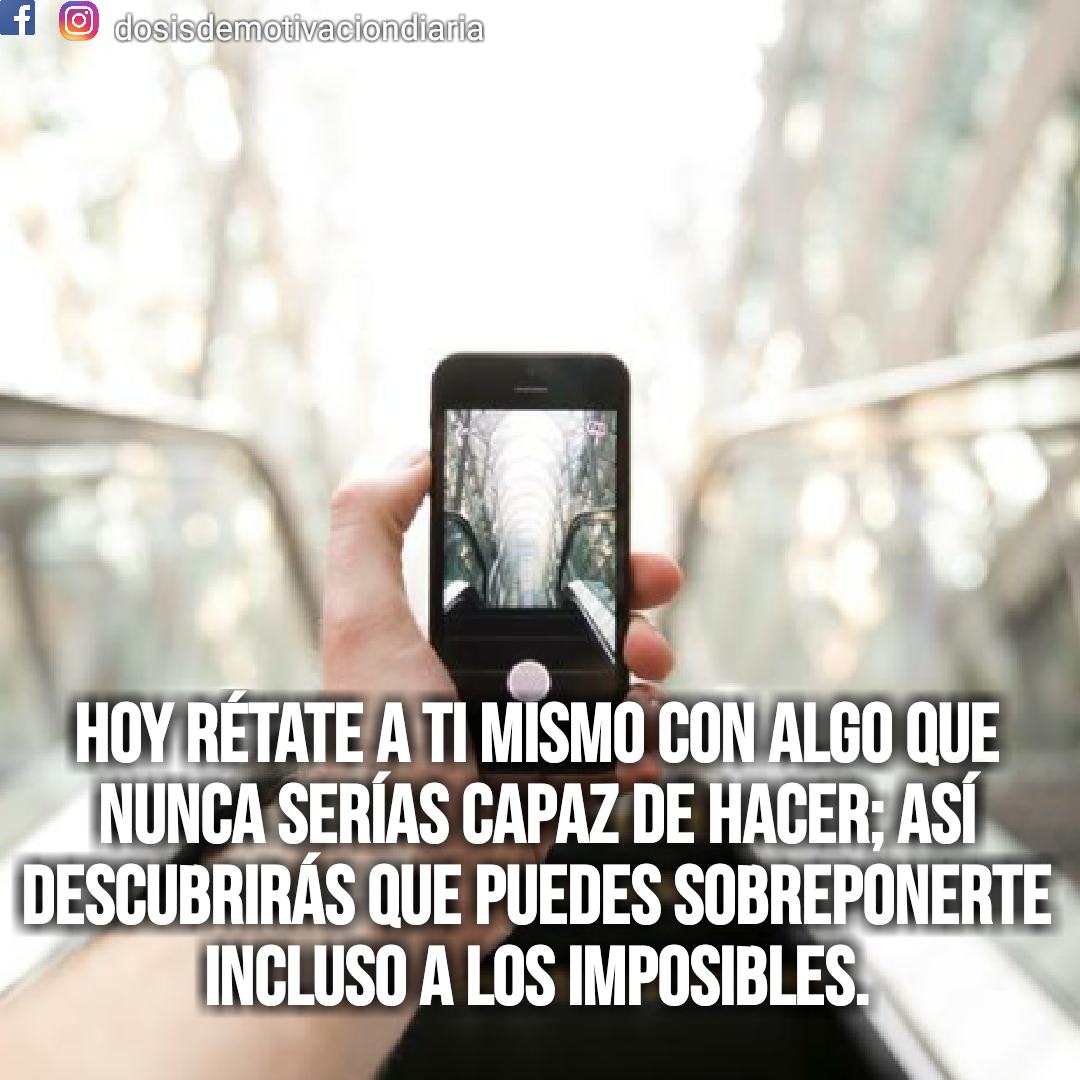 dosisdemotivaciondiaria
HOY RÉTATE A TI MISMO CON ALGO QUE
NUNCA SERÍAS CAPAZ DE HACER; ASÍ
DESCUBRIRÁS QUE PUEDES SOBREPONERTE
INCLUSO A LOS IMPOSIBLES.